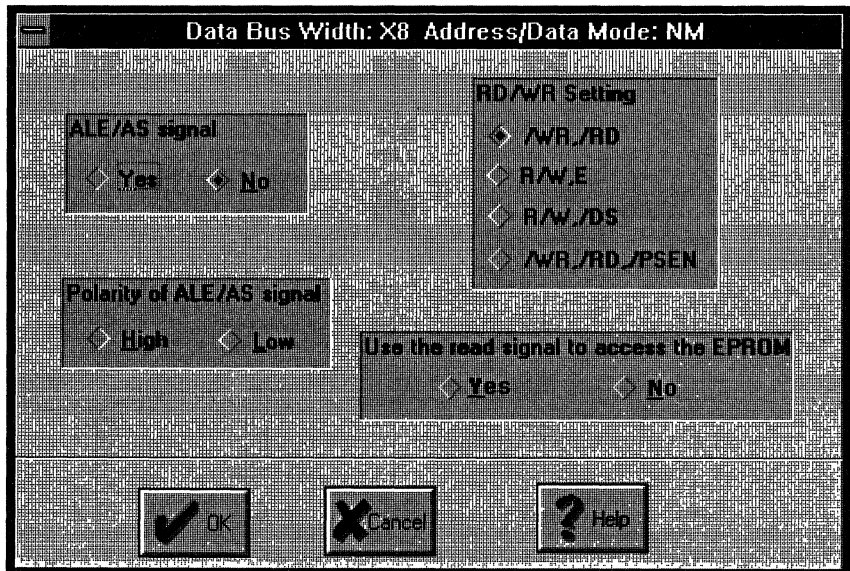 Data Bus Width: X8 Address/Data Mode: NM
ALE/AS signal
Yes No
RD/WR Setting
/WR,/RD
R/W,E
R/W,/DS
/WR,/RD,/PSEN
Polarity of ALE/AS signal
High Low
Use the read signal to access the EPROM
Yes No
OK Cancel Help